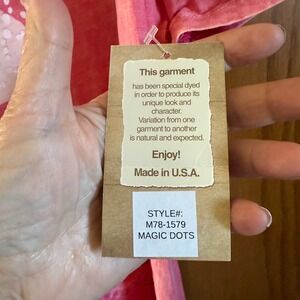 This garment
has been special dyed
in order to produce its
unique look and
character.
Variation from one
garment to another
is natural and expected.
Enjoy!
Made in U.S.A.
STYLE#:
M78-1579
MAGIC DOTS